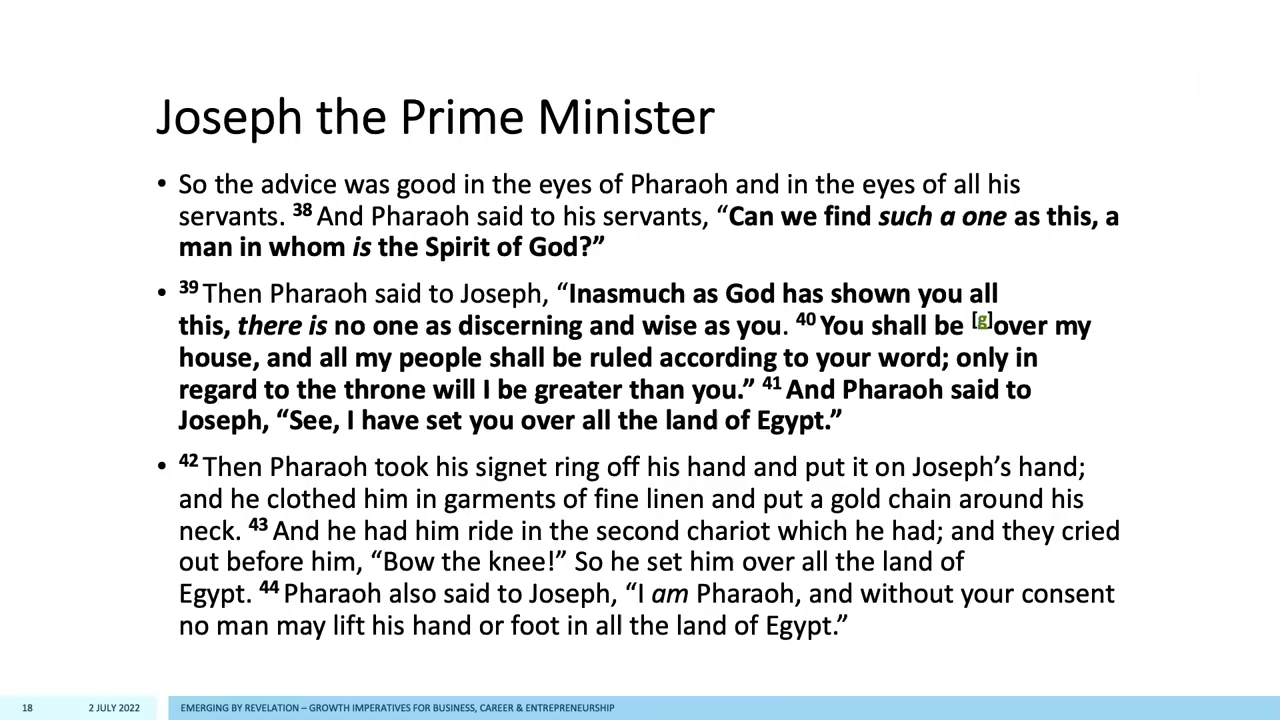 Joseph the Prime Minister
• So the advice was good in the eyes of Pharaoh and in the eyes of all his
servants. 38 And Pharaoh said to his servants, “Can we find such a one as this, a
man in whom is the Spirit of God?”
• 39 Then Pharaoh said to Joseph, “Inasmuch as God has shown you all
this, there is no one as discerning and wise as you. 40 You shall be [g]over my
house, and all my people shall be ruled according to your word; only in
regard to the throne will I be greater than you.” 41 And Pharaoh said to
Joseph, “See, I have set you over all the land of Egypt.”
• 42 Then Pharaoh took his signet ring off his hand and put it on Joseph’s hand;
and he clothed him in garments of fine linen and put a gold chain around his
neck. 43 And he had him ride in the second chariot which he had; and they cried
out before him, “Bow the knee!” So he set him over all the land of
Egypt. 44 Pharaoh also said to Joseph, “I am Pharaoh, and without your consent
no man may lift his hand or foot in all the land of Egypt.”
18 2 JULY 2022 EMERGING BY REVELATION – GROWTH IMPERATIVES FOR BUSINESS, CAREER & ENTREPRENEURSHIP